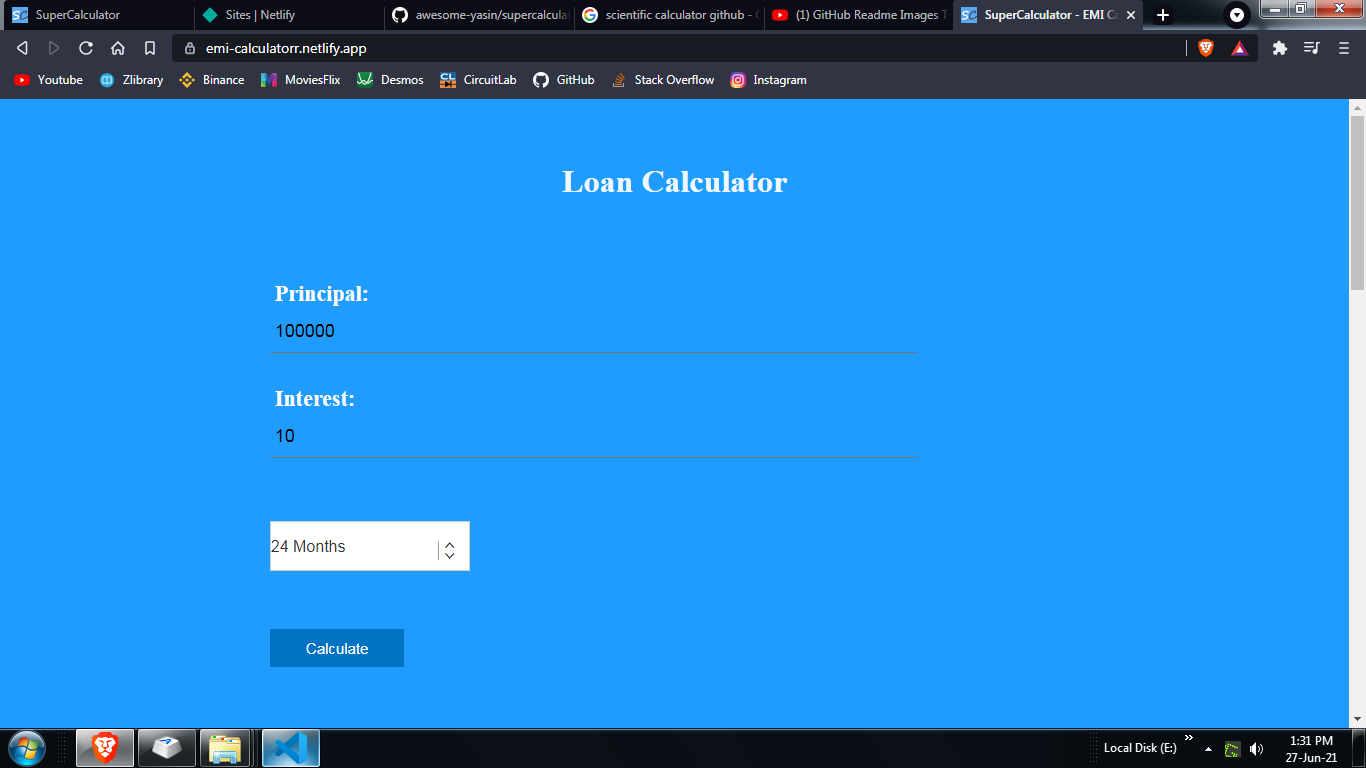 SuperCalculator
Sites | Netlify
awesome-yasin/supercalcula
scientific calculator github -
(1) GitHub Readme Images T
SuperCalculator - EMI Ca
emi-calculatorr.netlify.app
Youtube
Zlibrary
Binance
MoviesFlix
Desmos
CL CircuitLab
GitHub
Stack Overflow
Instagram
Loan Calculator
Principal:
100000
Interest:
10
24 Months
Calculate
Local Disk (E:)
1:31 PM
27-Jun-21